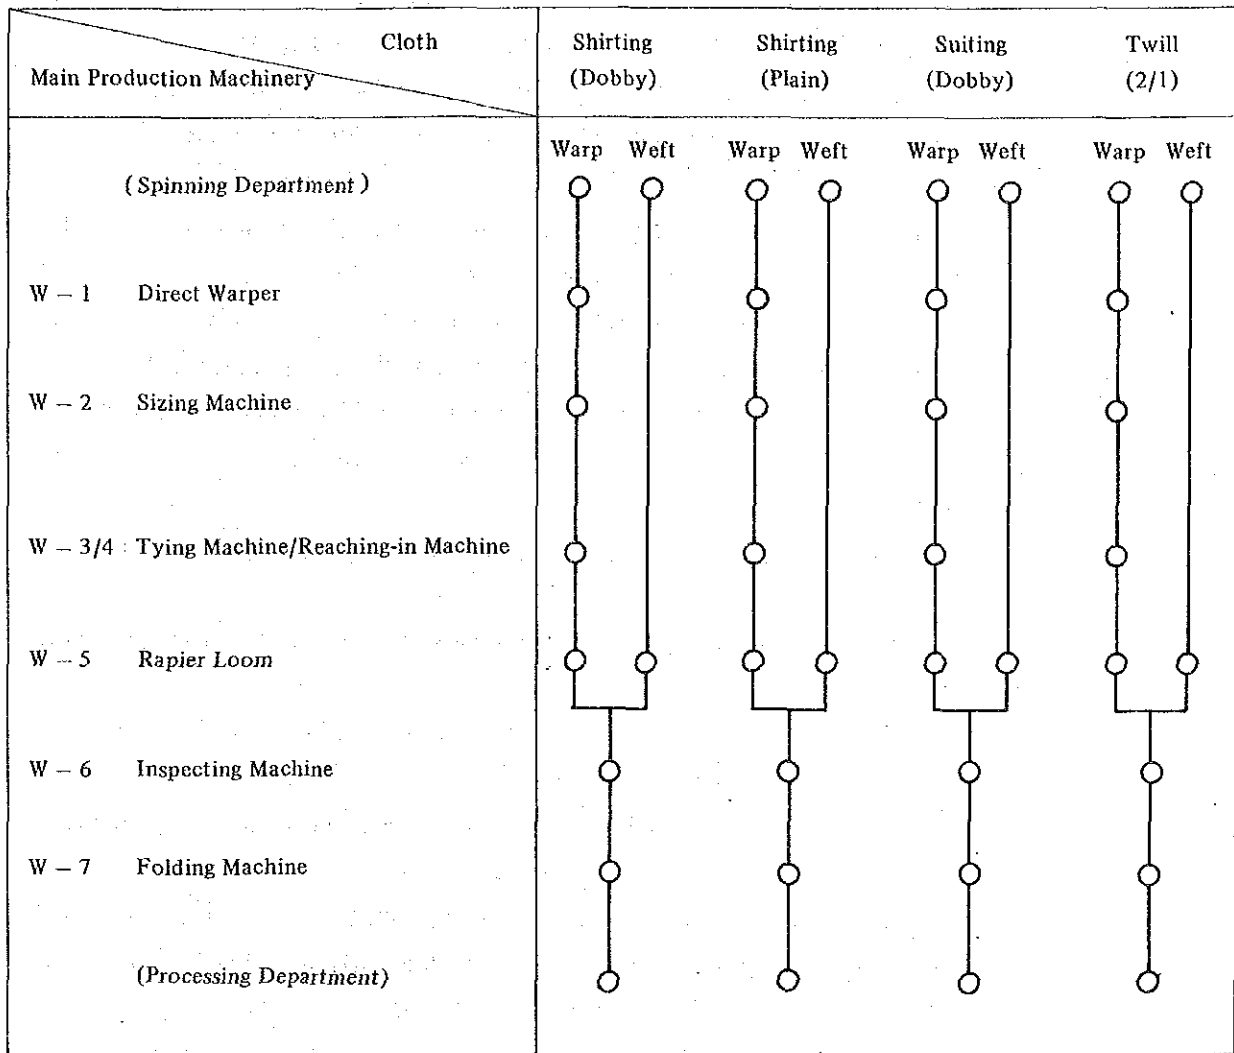 Cloth
Main Production Machinery
Shirting (Dobby)
Shirting (Plain)
Suiting (Dobby)
Twill (2/1)
Warp Weft Warp Weft Warp Weft Warp Weft
(Spinning Department)
W – 1 Direct Warper
W – 2 Sizing Machine
W – 3/4 : Tying Machine/Reaching-in Machine
W – 5 Rapier Loom
W – 6 Inspecting Machine
W – 7 Folding Machine
(Processing Department)